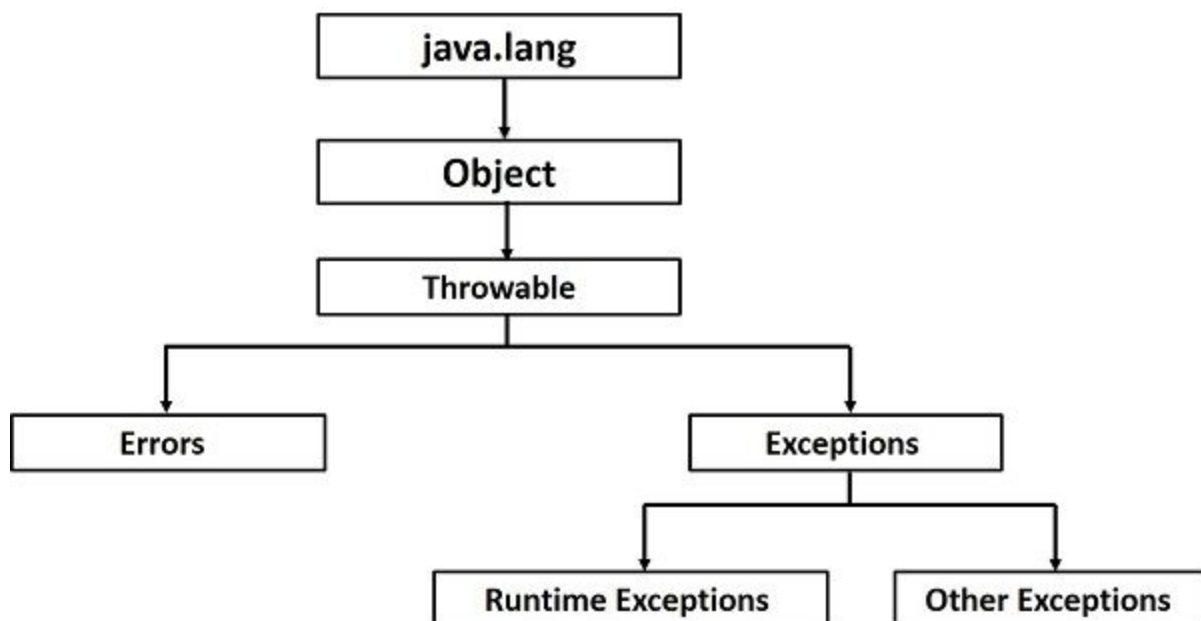 java.lang
Object
Throwable
Errors
Exceptions
Runtime Exceptions
Other Exceptions